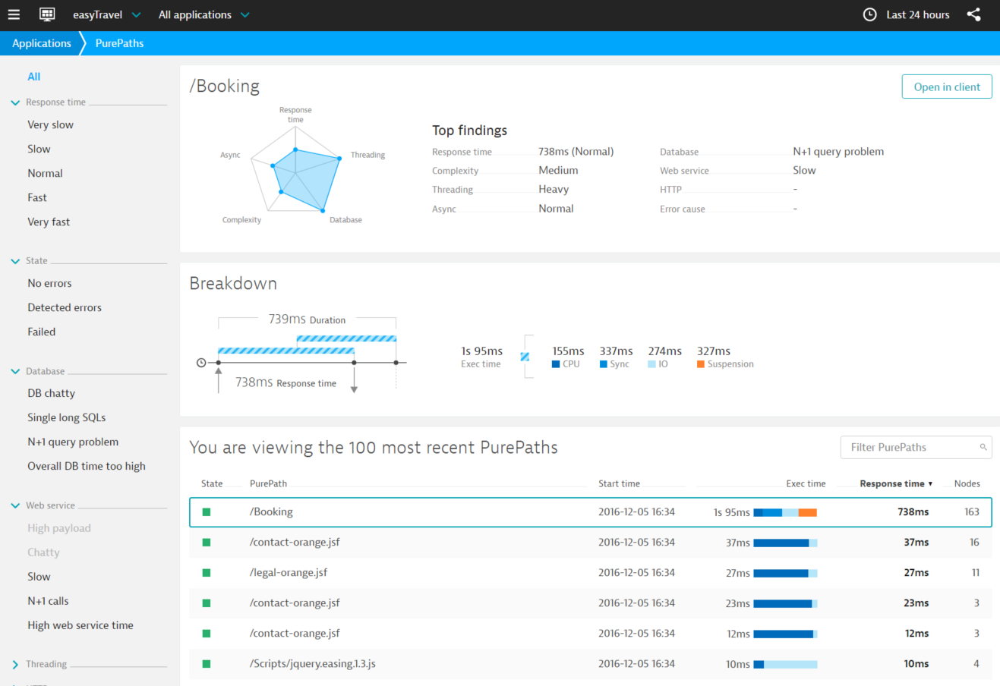 easyTravel All applications Last 24 hours
Applications PurePaths
All
Response time
Very slow
Slow
Normal
Fast
Very fast
State
No errors
Detected errors
Failed
Database
DB chatty
Single long SQLs
N+1 query problem
Overall DB time too high
Web service
High payload
Chatty
Slow
N+1 calls
High web service time
Threading
/Booking
Open in client
Response
time
Async
Threading
Complexity
Database
Top findings
Response time 738ms (Normal) Database N+1 query problem
Complexity Medium Web service Slow
Threading Heavy HTTP -
Async Normal Error cause -
Breakdown
739ms Duration
738ms Response time
1s 95ms 155ms 337ms 274ms 327ms
Exec time CPU Sync IO Suspension
You are viewing the 100 most recent PurePaths
Filter PurePaths
State PurePath Start time Exec time Response time ▼ Nodes
/Booking 2016-12-05 16:34 1s 95ms 738ms 163
/contact-orange.jsf 2016-12-05 16:34 37ms 37ms 16
/legal-orange.jsf 2016-12-05 16:34 27ms 27ms 11
/contact-orange.jsf 2016-12-05 16:34 23ms 23ms 3
/contact-orange.jsf 2016-12-05 16:34 12ms 12ms 3
/Scripts/jquery.easing.1.3.js 2016-12-05 16:34 10ms 10ms 4